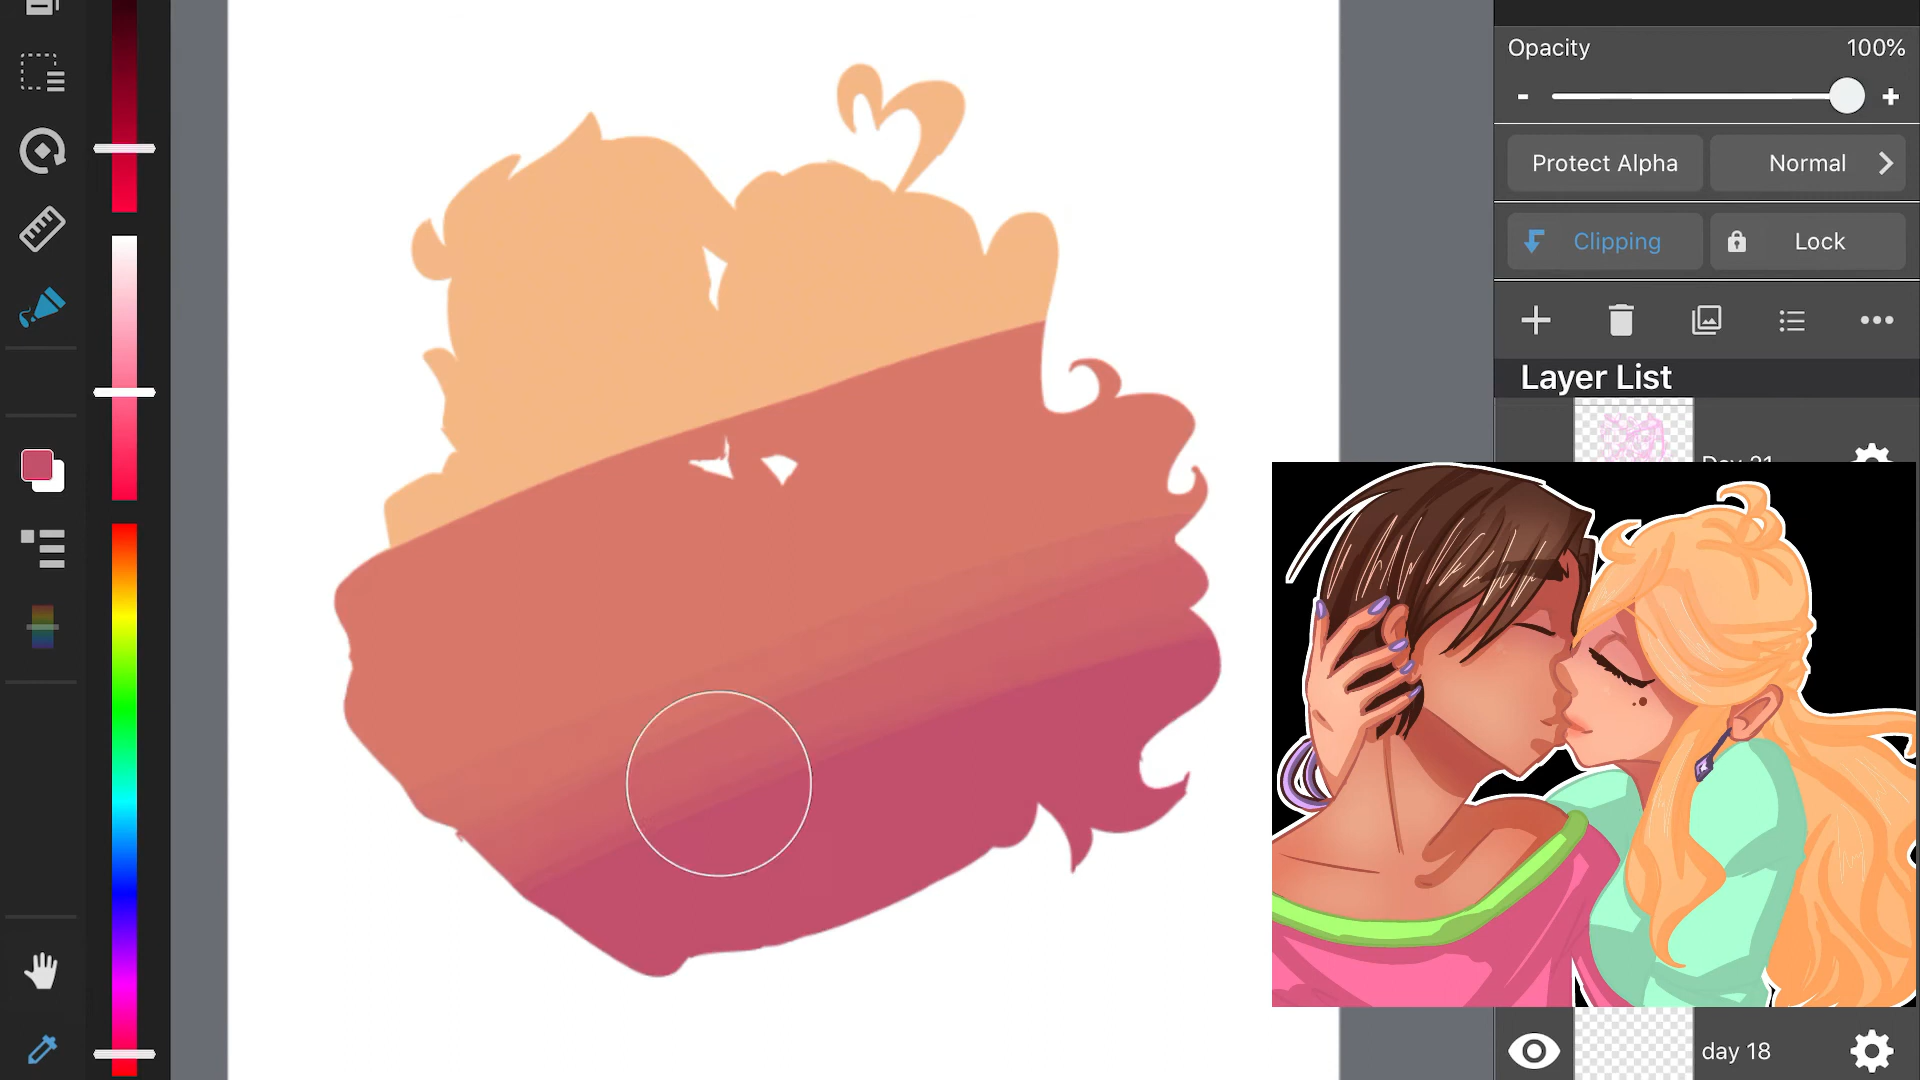 Opacity 100%
Protect Alpha Normal
Clipping Lock
Layer List
day 18